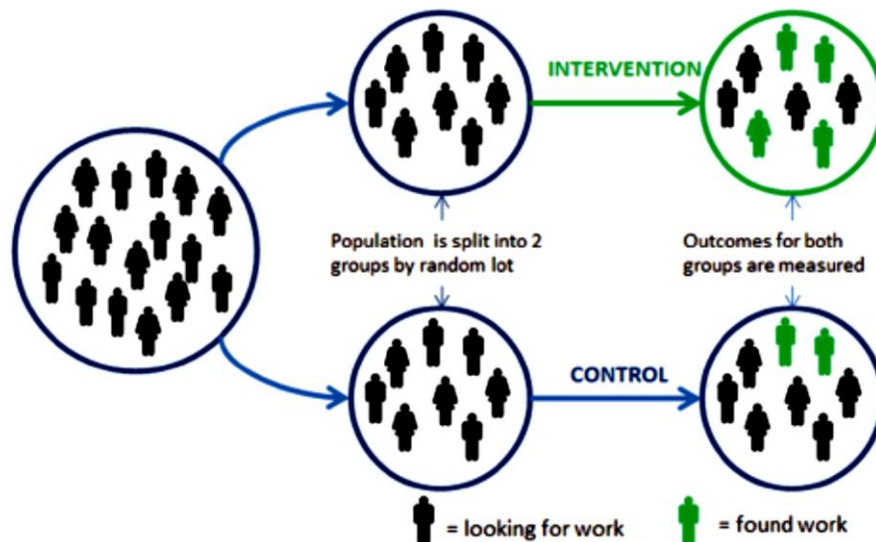 INTERVENTION
Population is split into 2
groups by random lot
Outcomes for both
groups are measured
CONTROL
= looking for work
= found work